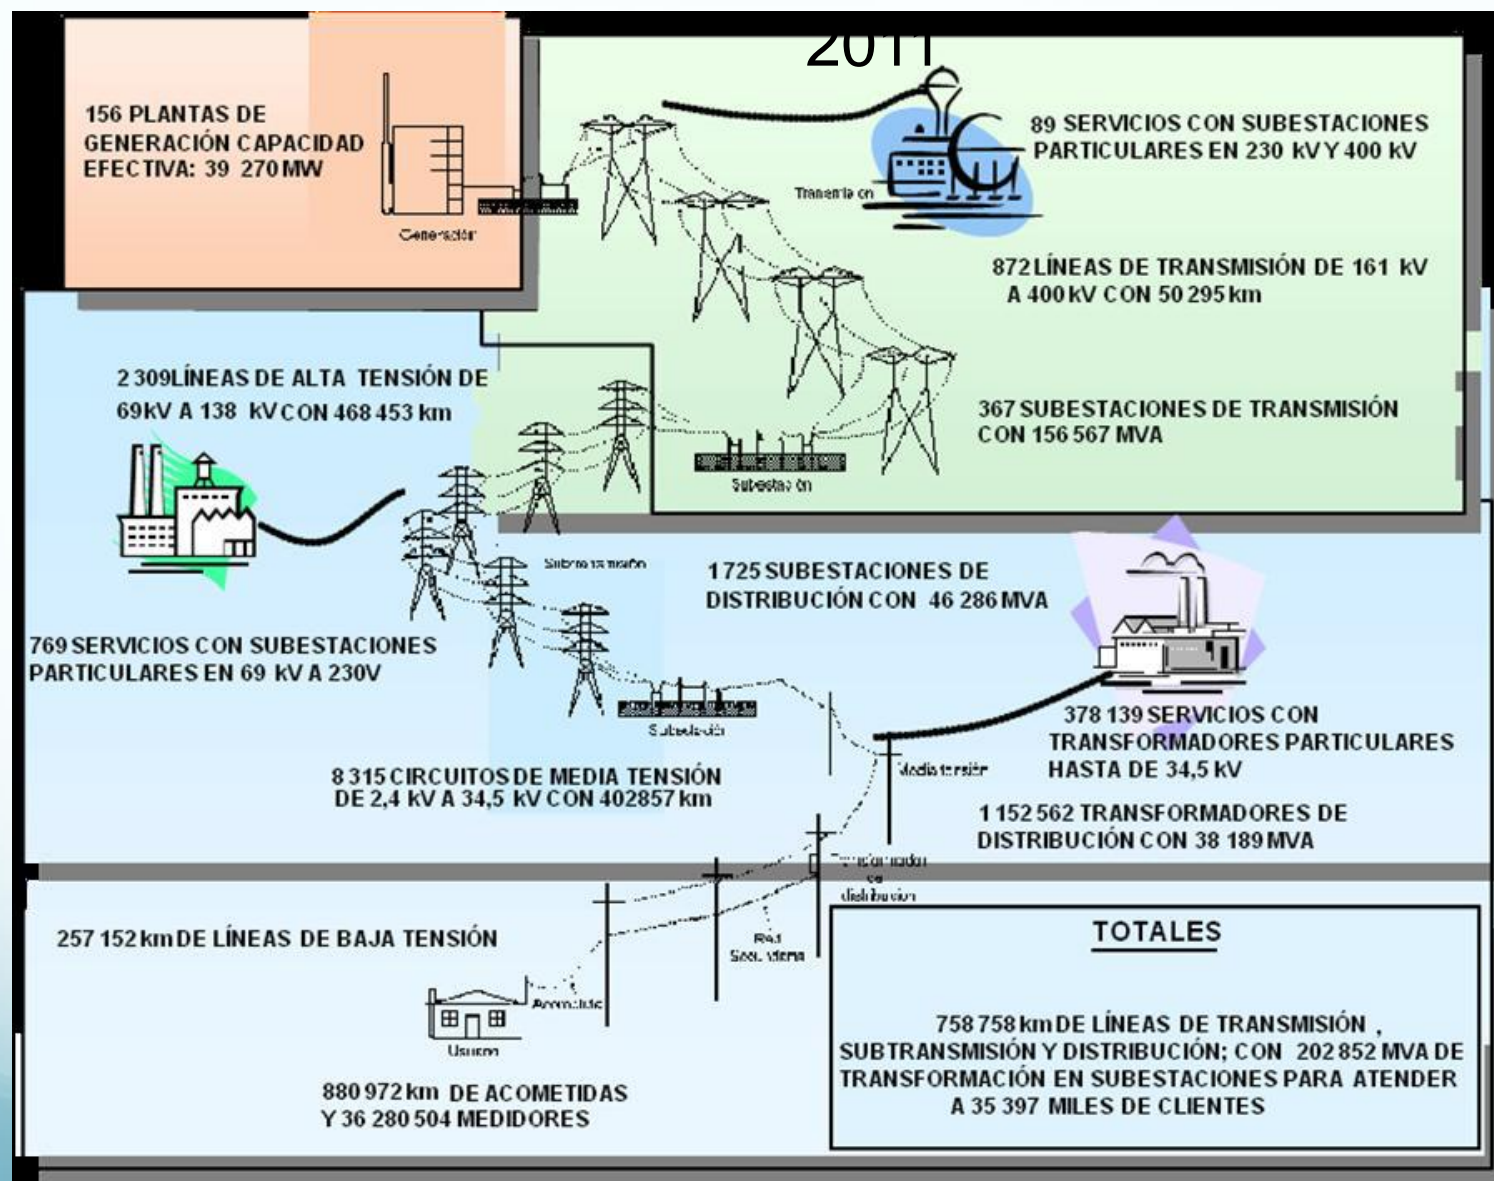 2011
156 PLANTAS DE
GENERACIÓN CAPACIDAD
EFECTIVA: 39 270 MW
Generación
89 SERVICIOS CON SUBESTACIONES
PARTICULARES EN 230 kV Y 400 kV
872 LÍNEAS DE TRANSMISIÓN DE 161 kV
A 400 kV CON 50 295 km
367 SUBESTACIONES DE TRANSMISIÓN
CON 156 567 MVA
Subestación
2 309 LÍNEAS DE ALTA TENSIÓN DE
69kV A 138 kV CON 468 453 km
Subtransmisión
769 SERVICIOS CON SUBESTACIONES
PARTICULARES EN 69 kV A 230V
1 725 SUBESTACIONES DE
DISTRIBUCIÓN CON 46 286 MVA
378 139 SERVICIOS CON
TRANSFORMADORES PARTICULARES
HASTA DE 34,5 kV
Media tensión
8 315 CIRCUITOS DE MEDIA TENSIÓN
DE 2,4 kV A 34,5 kV CON 402857 km
1 152 562 TRANSFORMADORES DE
DISTRIBUCIÓN CON 38 189 MVA
de
distribucion
257 152 km DE LÍNEAS DE BAJA TENSIÓN
Red
880 972 km DE ACOMETIDAS
Y 36 280 504 MEDIDORES
TOTALES
758 758 km DE LÍNEAS DE TRANSMISIÓN ,
SUBTRANSMISIÓN Y DISTRIBUCIÓN; CON 202 852 MVA DE
TRANSFORMACIÓN EN SUBESTACIONES PARA ATENDER
A 35 397 MILES DE CLIENTES